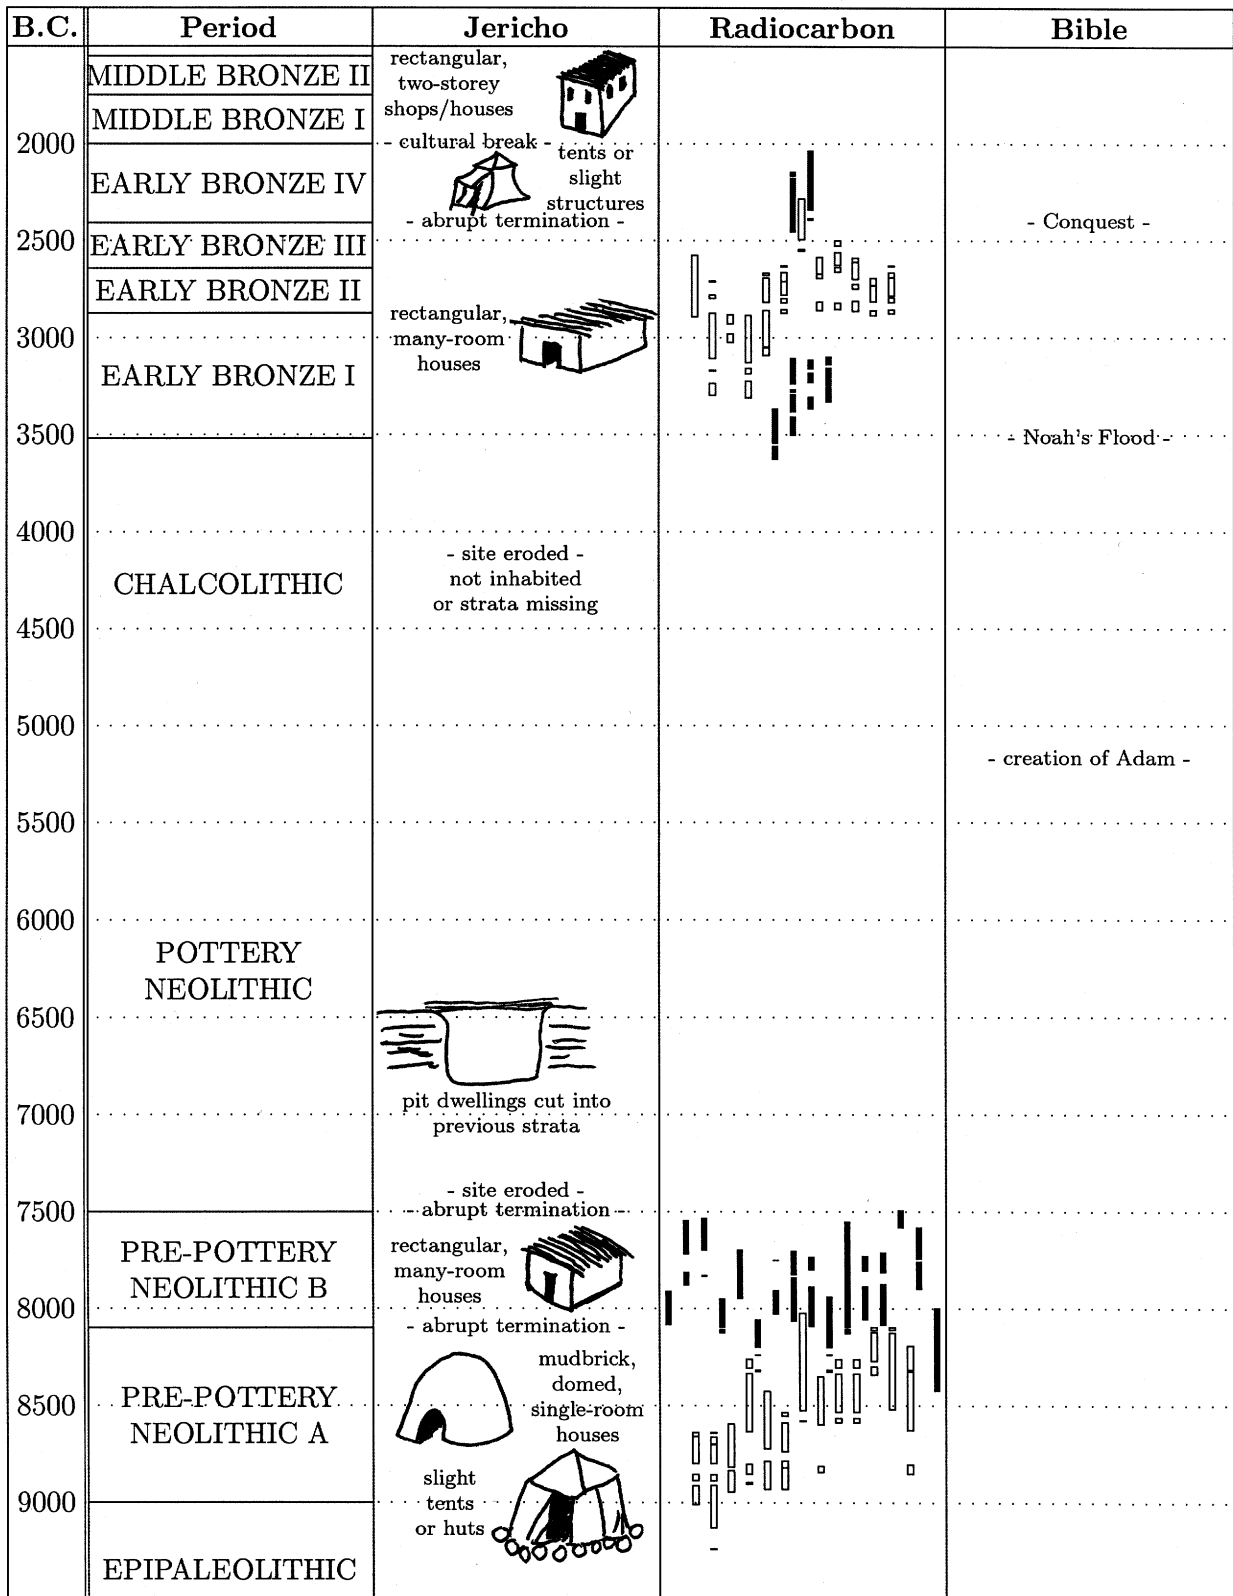 B.C. Period Jericho Radiocarbon Bible
MIDDLE BRONZE II
MIDDLE BRONZE I
EARLY BRONZE IV
EARLY BRONZE III
EARLY BRONZE II
EARLY BRONZE I
CHALCOLITHIC
POTTERY
NEOLITHIC
PRE-POTTERY
NEOLITHIC B
PRE-POTTERY
NEOLITHIC A
EPIPALEOLITHIC
2000
2500
3000
3500
4000
4500
5000
5500
6000
6500
7000
7500
8000
8500
9000
rectangular,
two-storey
shops/houses
- cultural break -
tents or
slight
structures
- abrupt termination -
rectangular,
many-room
houses
- site eroded -
not inhabited
or strata missing
pit dwellings cut into
previous strata
- site eroded -
- abrupt termination -
rectangular,
many-room
houses
- abrupt termination -
mudbrick,
domed,
single-room
houses
slight
tents
or huts
- Conquest -
- Noah's Flood -
- creation of Adam -